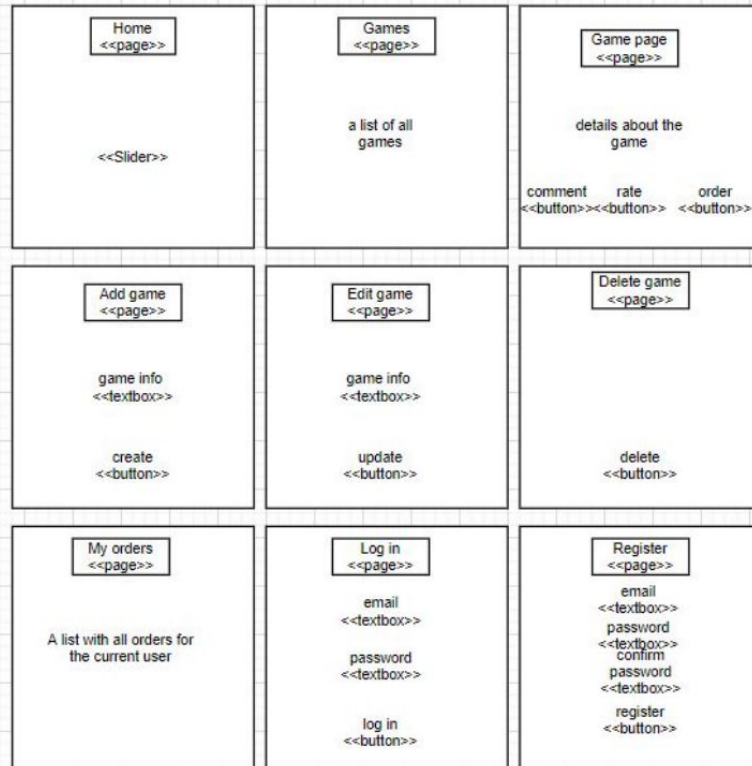 Home
<<page>>
<<Slider>>
Games
<<page>>
a list of all
games
Game page
<<page>>
details about the
game
comment
<<button>>
rate
<<button>>
order
<<button>>
Add game
<<page>>
game info
<<textbox>>
create
<<button>>
Edit game
<<page>>
game info
<<textbox>>
update
<<button>>
Delete game
<<page>>
delete
<<button>>
My orders
<<page>>
A list with all orders for
the current user
Log in
<<page>>
email
<<textbox>>
password
<<textbox>>
log in
<<button>>
Register
<<page>>
email
<<textbox>>
password
<<textbox>>
confirm
password
<<textbox>>
register
<<button>>